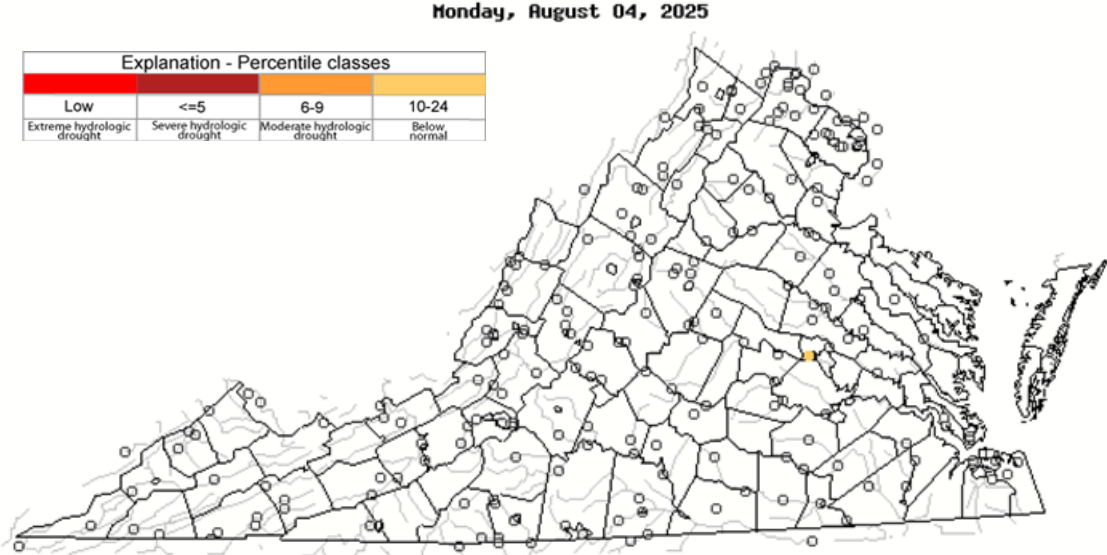 Monday, August 04, 2025
Explanation - Percentile classes
Low <=5 6-9 10-24
Extreme hydrologic drought Severe hydrologic drought Moderate hydrologic drought Below normal